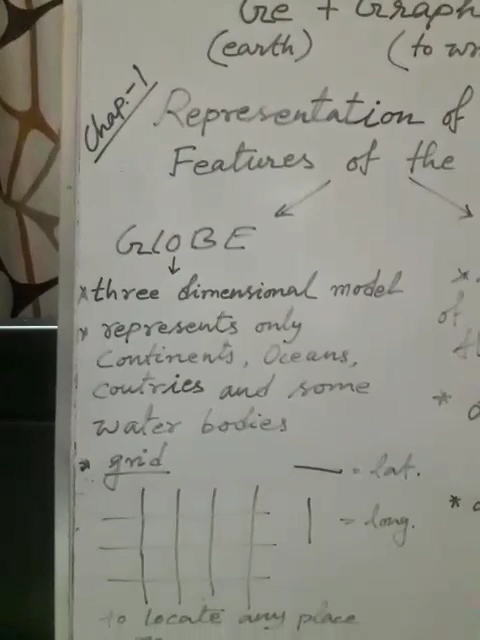 Ge + Graph
(earth) (to
Chap:-1
Representation of
Features of the
GLOBE
* three dimensional model
* represents only
Continents, Oceans,
coutries and some
water bodies
* grid
— = lat.
| = long.
to locate any place
of
*
*